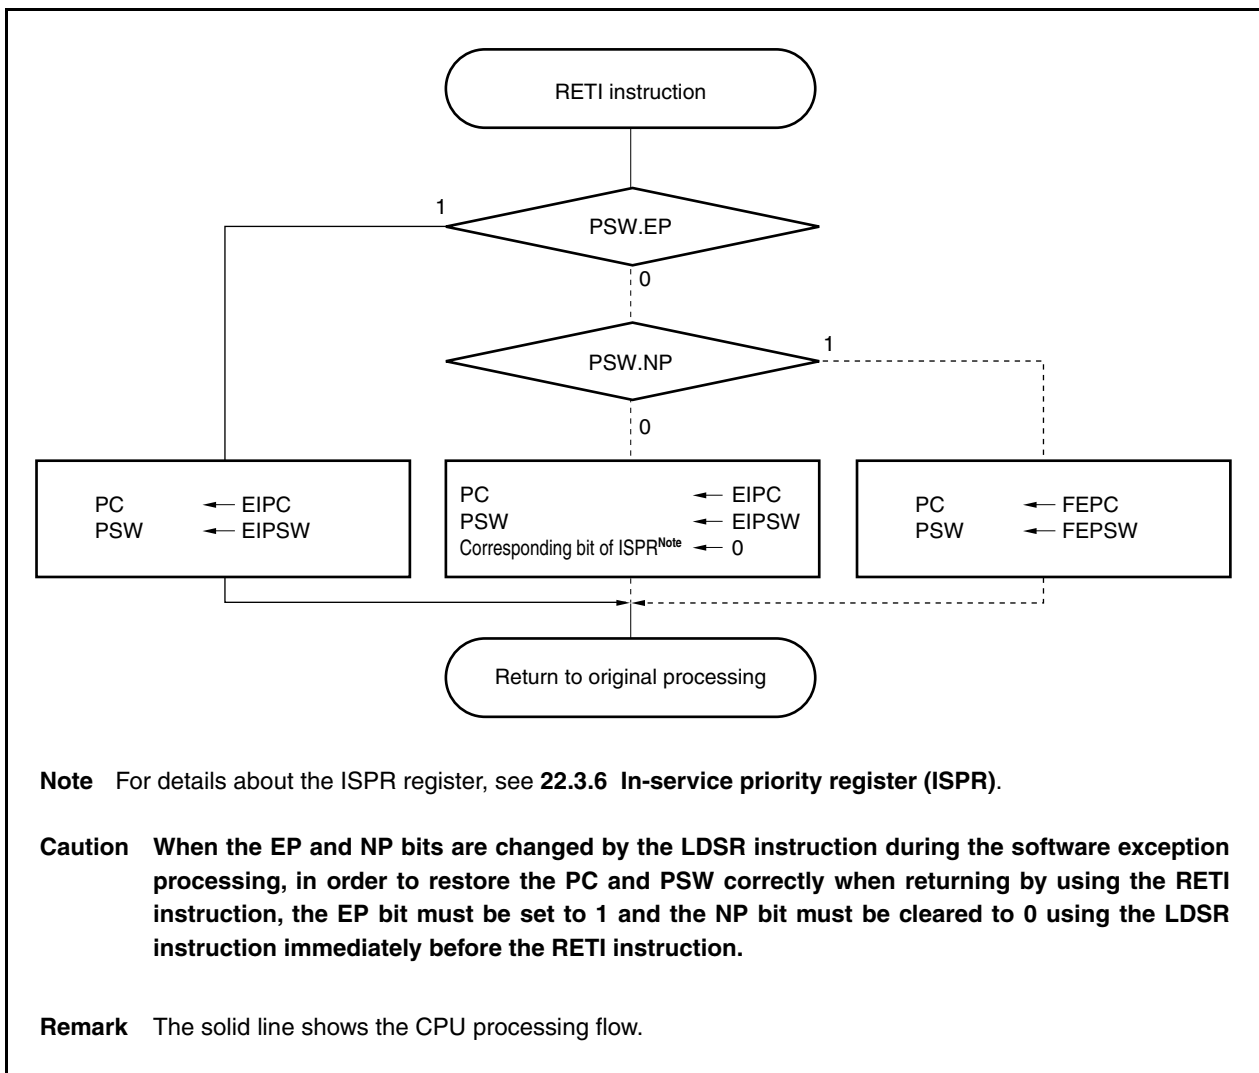 RETI instruction
1
PSW.EP
0
PSW.NP
1
0
PC ← EIPC
PSW ← EIPSW
PC ← EIPC
PSW ← EIPSW
Corresponding bit of ISPRNote ← 0
PC ← FEPC
PSW ← FEPSW
Return to original processing
Note For details about the ISPR register, see 22.3.6 In-service priority register (ISPR).
Caution When the EP and NP bits are changed by the LDSR instruction during the software exception
processing, in order to restore the PC and PSW correctly when returning by using the RETI
instruction, the EP bit must be set to 1 and the NP bit must be cleared to 0 using the LDSR
instruction immediately before the RETI instruction.
Remark The solid line shows the CPU processing flow.